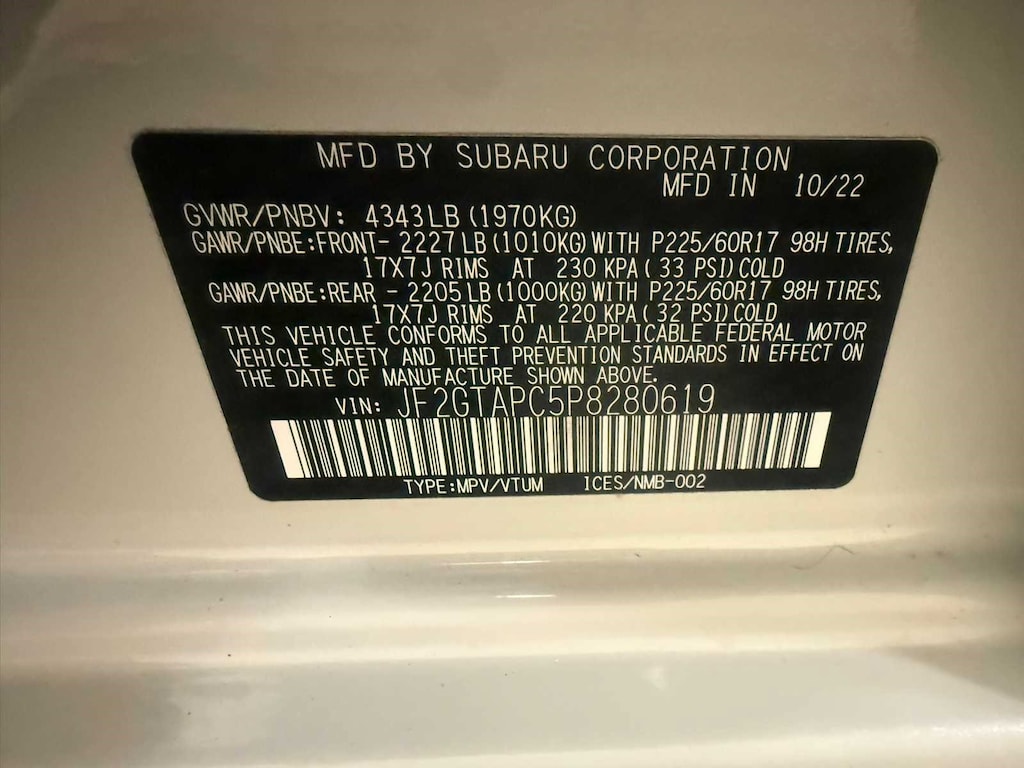 MFD BY SUBARU CORPORATION
MFD IN 10/22
GVWR/PNBV: 4343LB (1970KG)
GAWR/PNBE:FRONT- 2227 LB (1010KG) WITH P225/60R17 98H TIRES,
17X7J RIMS AT 230 KPA ( 33 PSI) COLD
GAWR/PNBE:REAR - 2205 LB (1000KG) WITH P225/60R17 98H TIRES,
17X7J RIMS AT 220 KPA ( 32 PSI) COLD
THIS VEHICLE CONFORMS TO ALL APPLICABLE FEDERAL MOTOR
VEHICLE SAFETY AND THEFT PREVENTION STANDARDS IN EFFECT ON
THE DATE OF MANUFACTURE SHOWN ABOVE.
VIN: JF2GTAPC5P8280619
TYPE:MPV/VTUM ICES/NMB-002